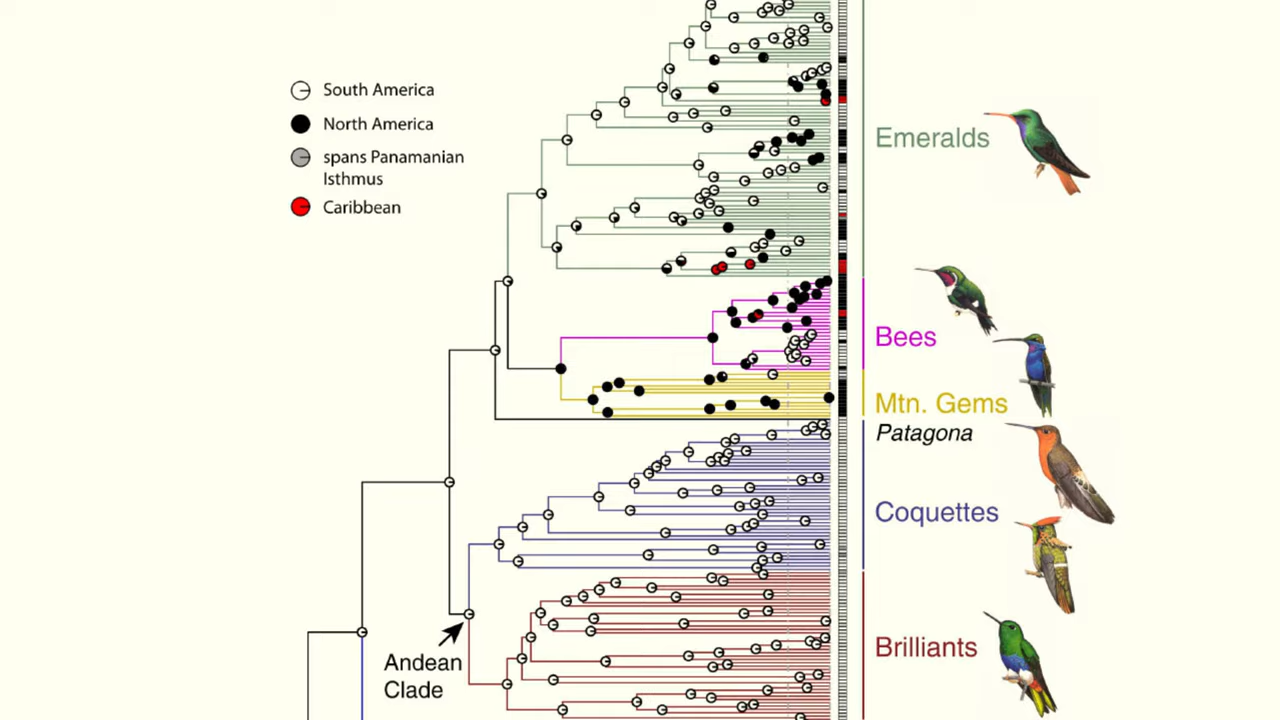 South America
North America
spans Panamanian
Isthmus
Caribbean
Emeralds
Bees
Mtn. Gems
Patagona
Coquettes
Brilliants
Andean
Clade